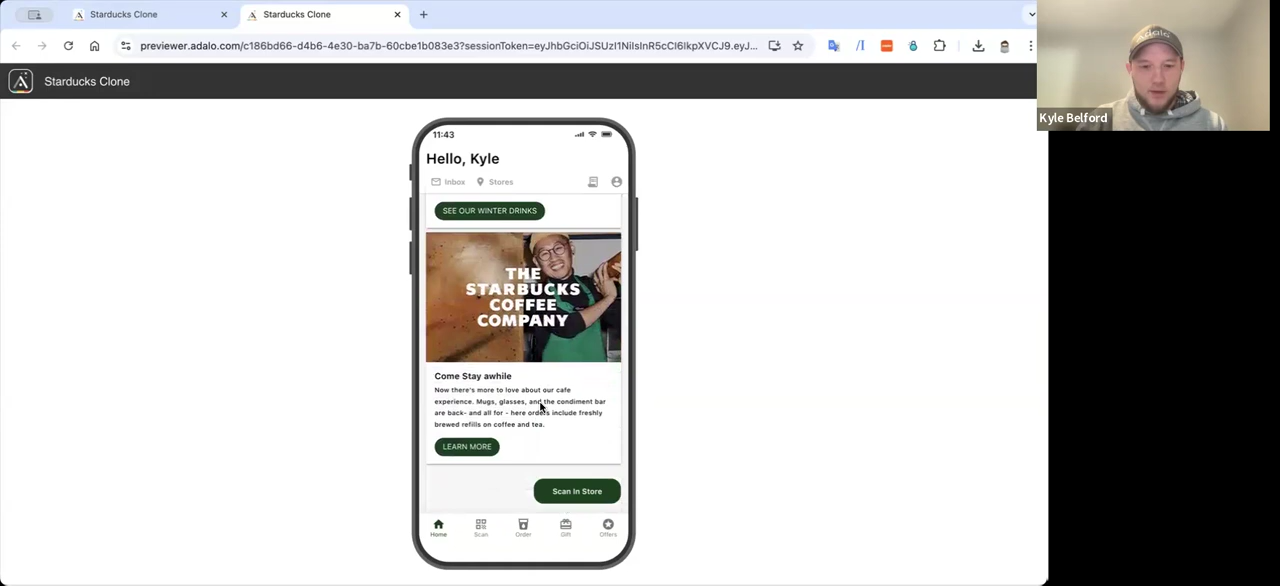 Starducks Clone
Starducks Clone
previewer.adalo.com/c186bd66-d4b6-4e30-ba7b-60cbe1b083e3?sessionToken=eyJhbGciOiJSUzI1NiIsInR5cCI6IkpXVCJ9.eyJ...
Starducks Clone
Adalo
Kyle Belford
11:43
Hello, Kyle
Inbox
Stores
SEE OUR WINTER DRINKS
THE
STARBUCKS
COFFEE
COMPANY
Come Stay awhile
Now there's more to love about our cafe
experience. Mugs, glasses, and the condiment bar
are back- and all for - here orders include freshly
brewed refills on coffee and tea.
LEARN MORE
Scan In Store
Home
Scan
Order
Gift
Offers